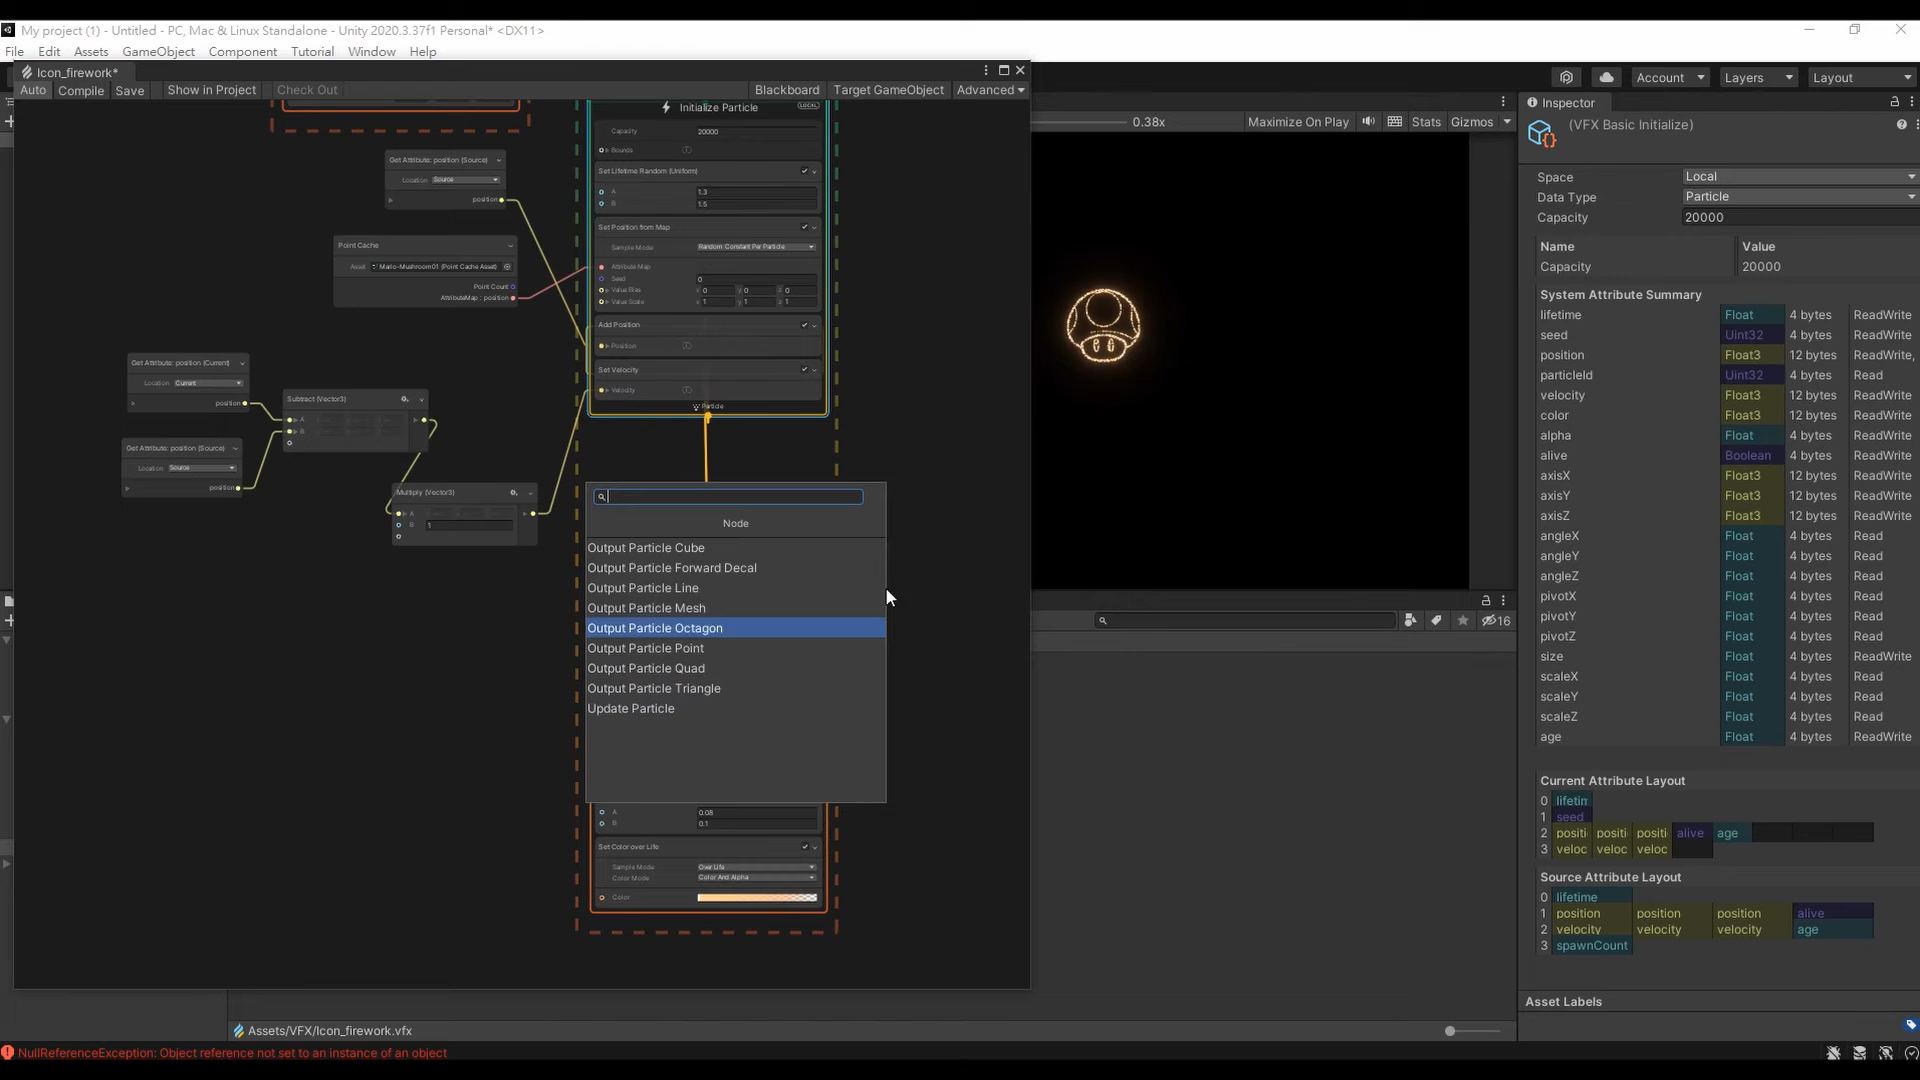 My project (1) - Untitled - PC, Mac & Linux Standalone - Unity 2020.3.37f1 Personal* <DX11>
File Edit Assets GameObject Component Tutorial Window Help
Icon_firework*
Auto Compile Save Show in Project Check Out Blackboard Target GameObject Advanced
Account Layers Layout
0.38x Maximize On Play Stats Gizmos
Initialize Particle LOCAL
Capacity 20000
Bounds
Set Lifetime Random (Uniform)
A 1.3
B 1.5
Set Position from Map
Sample Mode Random Constant Per Particle
Attribute Map
Seed 0
Value Bias x 0 y 0 z 0
Value Scale x 1 y 1 z 1
Add Position
Position
Set Velocity
Velocity
Particle
Get Attribute: position (Source)
Location Source
position
Point Cache
Asset Mario-Mushroom01 (Point Cache Asset)
Point Count
AttributeMap : position
Get Attribute: position (Current)
Location Current
position
Subtract (Vector3)
A
B
Get Attribute: position (Source)
Location Source
position
Multiply (Vector3)
A
B 1
Node
Output Particle Cube
Output Particle Forward Decal
Output Particle Line
Output Particle Mesh
Output Particle Octagon
Output Particle Point
Output Particle Quad
Output Particle Triangle
Update Particle
A 0.08
B 0.1
Set Color over Life
Sample Mode Over Life
Color Mode Color And Alpha
Color
16
Inspector
(VFX Basic Initialize)
Space Local
Data Type Particle
Capacity 20000
Name Value
Capacity 20000
System Attribute Summary
lifetime Float 4 bytes ReadWrite
seed Uint32 4 bytes ReadWrite
position Float3 12 bytes ReadWrite,
particleId Uint32 4 bytes Read
velocity Float3 12 bytes ReadWrite
color Float3 12 bytes ReadWrite
alpha Float 4 bytes ReadWrite
alive Boolean 4 bytes ReadWrite
axisX Float3 12 bytes ReadWrite
axisY Float3 12 bytes ReadWrite
axisZ Float3 12 bytes ReadWrite
angleX Float 4 bytes Read
angleY Float 4 bytes Read
angleZ Float 4 bytes Read
pivotX Float 4 bytes Read
pivotY Float 4 bytes Read
pivotZ Float 4 bytes Read
size Float 4 bytes ReadWrite
scaleX Float 4 bytes Read
scaleY Float 4 bytes Read
scaleZ Float 4 bytes Read
age Float 4 bytes ReadWrite
Current Attribute Layout
0 lifetin
1 seed
2 positi positi positi alive age
3 veloc veloc veloc
Source Attribute Layout
0 lifetime
1 position position position alive
2 velocity velocity velocity age
3 spawnCount
Asset Labels
Assets/VFX/Icon_firework.vfx
NullReferenceException: Object reference not set to an instance of an object